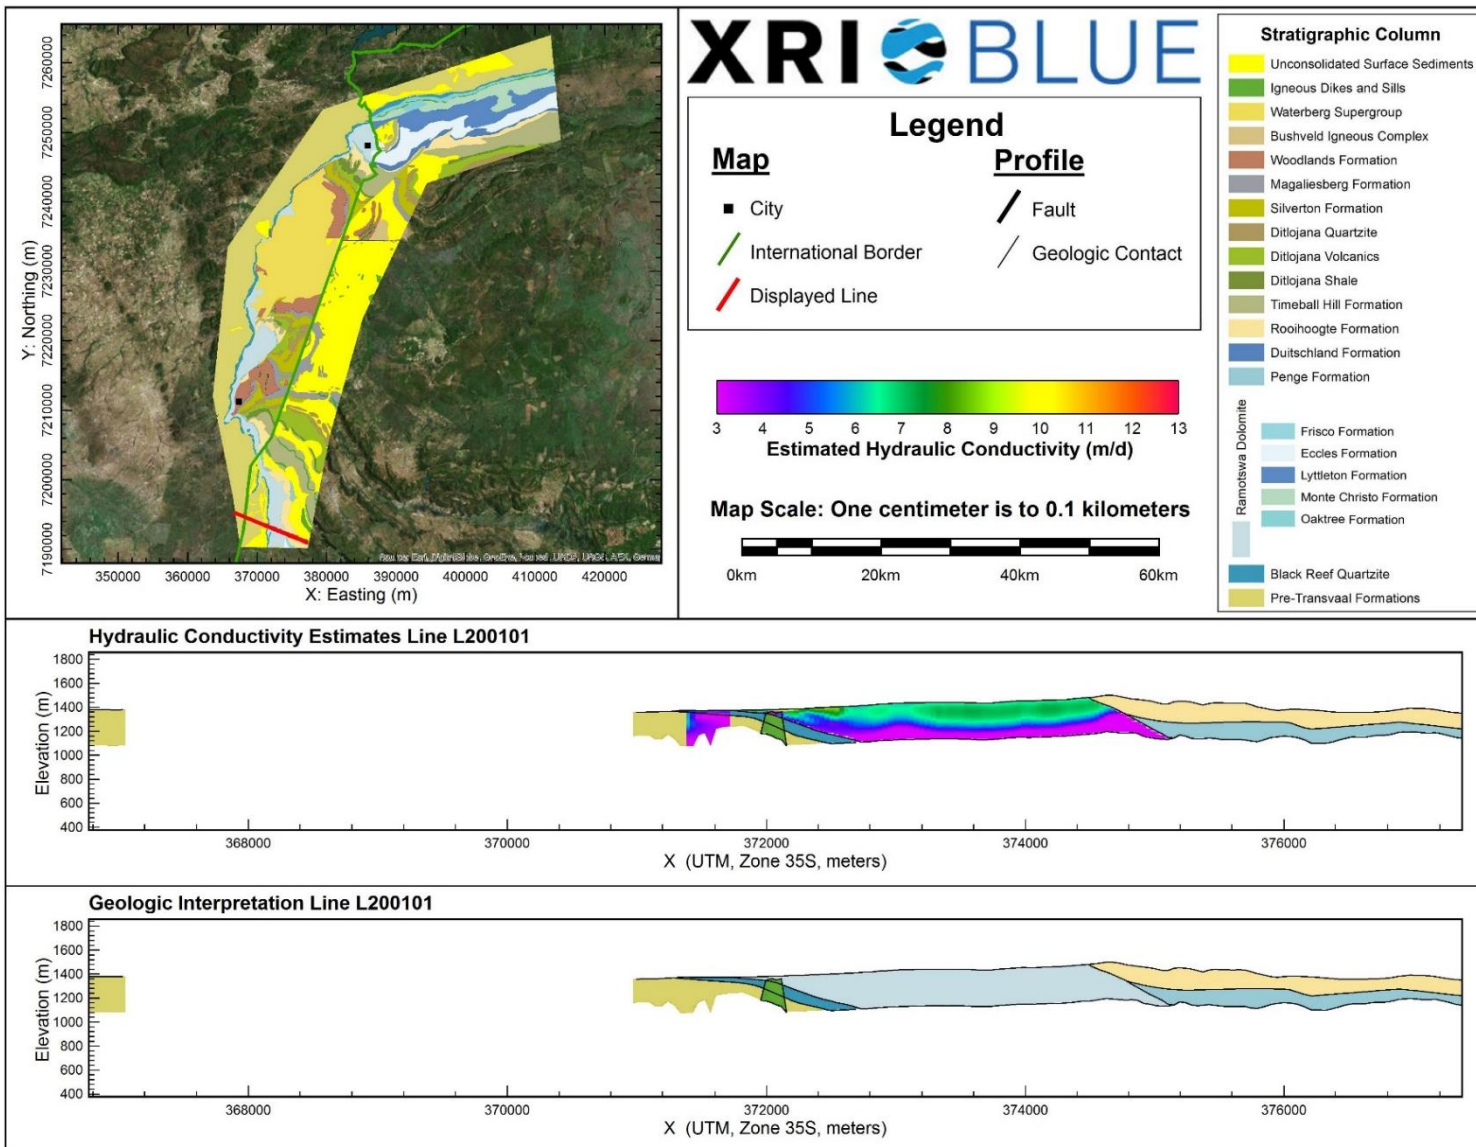 7260000
7250000
7240000
7230000
7220000
7210000
7200000
7190000
Y: Northing (m)
350000 360000 370000 380000 390000 400000 410000 420000
X: Easting (m)
XRI BLUE
Legend
Map
City
International Border
Displayed Line
Profile
Fault
Geologic Contact
3 4 5 6 7 8 9 10 11 12 13
Estimated Hydraulic Conductivity (m/d)
Map Scale: One centimeter is to 0.1 kilometers
0km 20km 40km 60km
Stratigraphic Column
Unconsolidated Surface Sediments
Igneous Dikes and Sills
Waterberg Supergroup
Bushveld Igneous Complex
Woodlands Formation
Magaliesberg Formation
Silverton Formation
Ditlojana Quartzite
Ditlojana Volcanics
Ditlojana Shale
Timeball Hill Formation
Rooihoogte Formation
Duitschland Formation
Penge Formation
Ramotswa Dolomite
Frisco Formation
Eccles Formation
Lyttleton Formation
Monte Christo Formation
Oaktree Formation
Black Reef Quartzite
Pre-Transvaal Formations
Hydraulic Conductivity Estimates Line L200101
1800
1600
1400
1200
1000
800
600
400
Elevation (m)
368000 370000 372000 374000 376000
X (UTM, Zone 35S, meters)
Geologic Interpretation Line L200101
1800
1600
1400
1200
1000
800
600
400
Elevation (m)
368000 370000 372000 374000 376000
X (UTM, Zone 35S, meters)